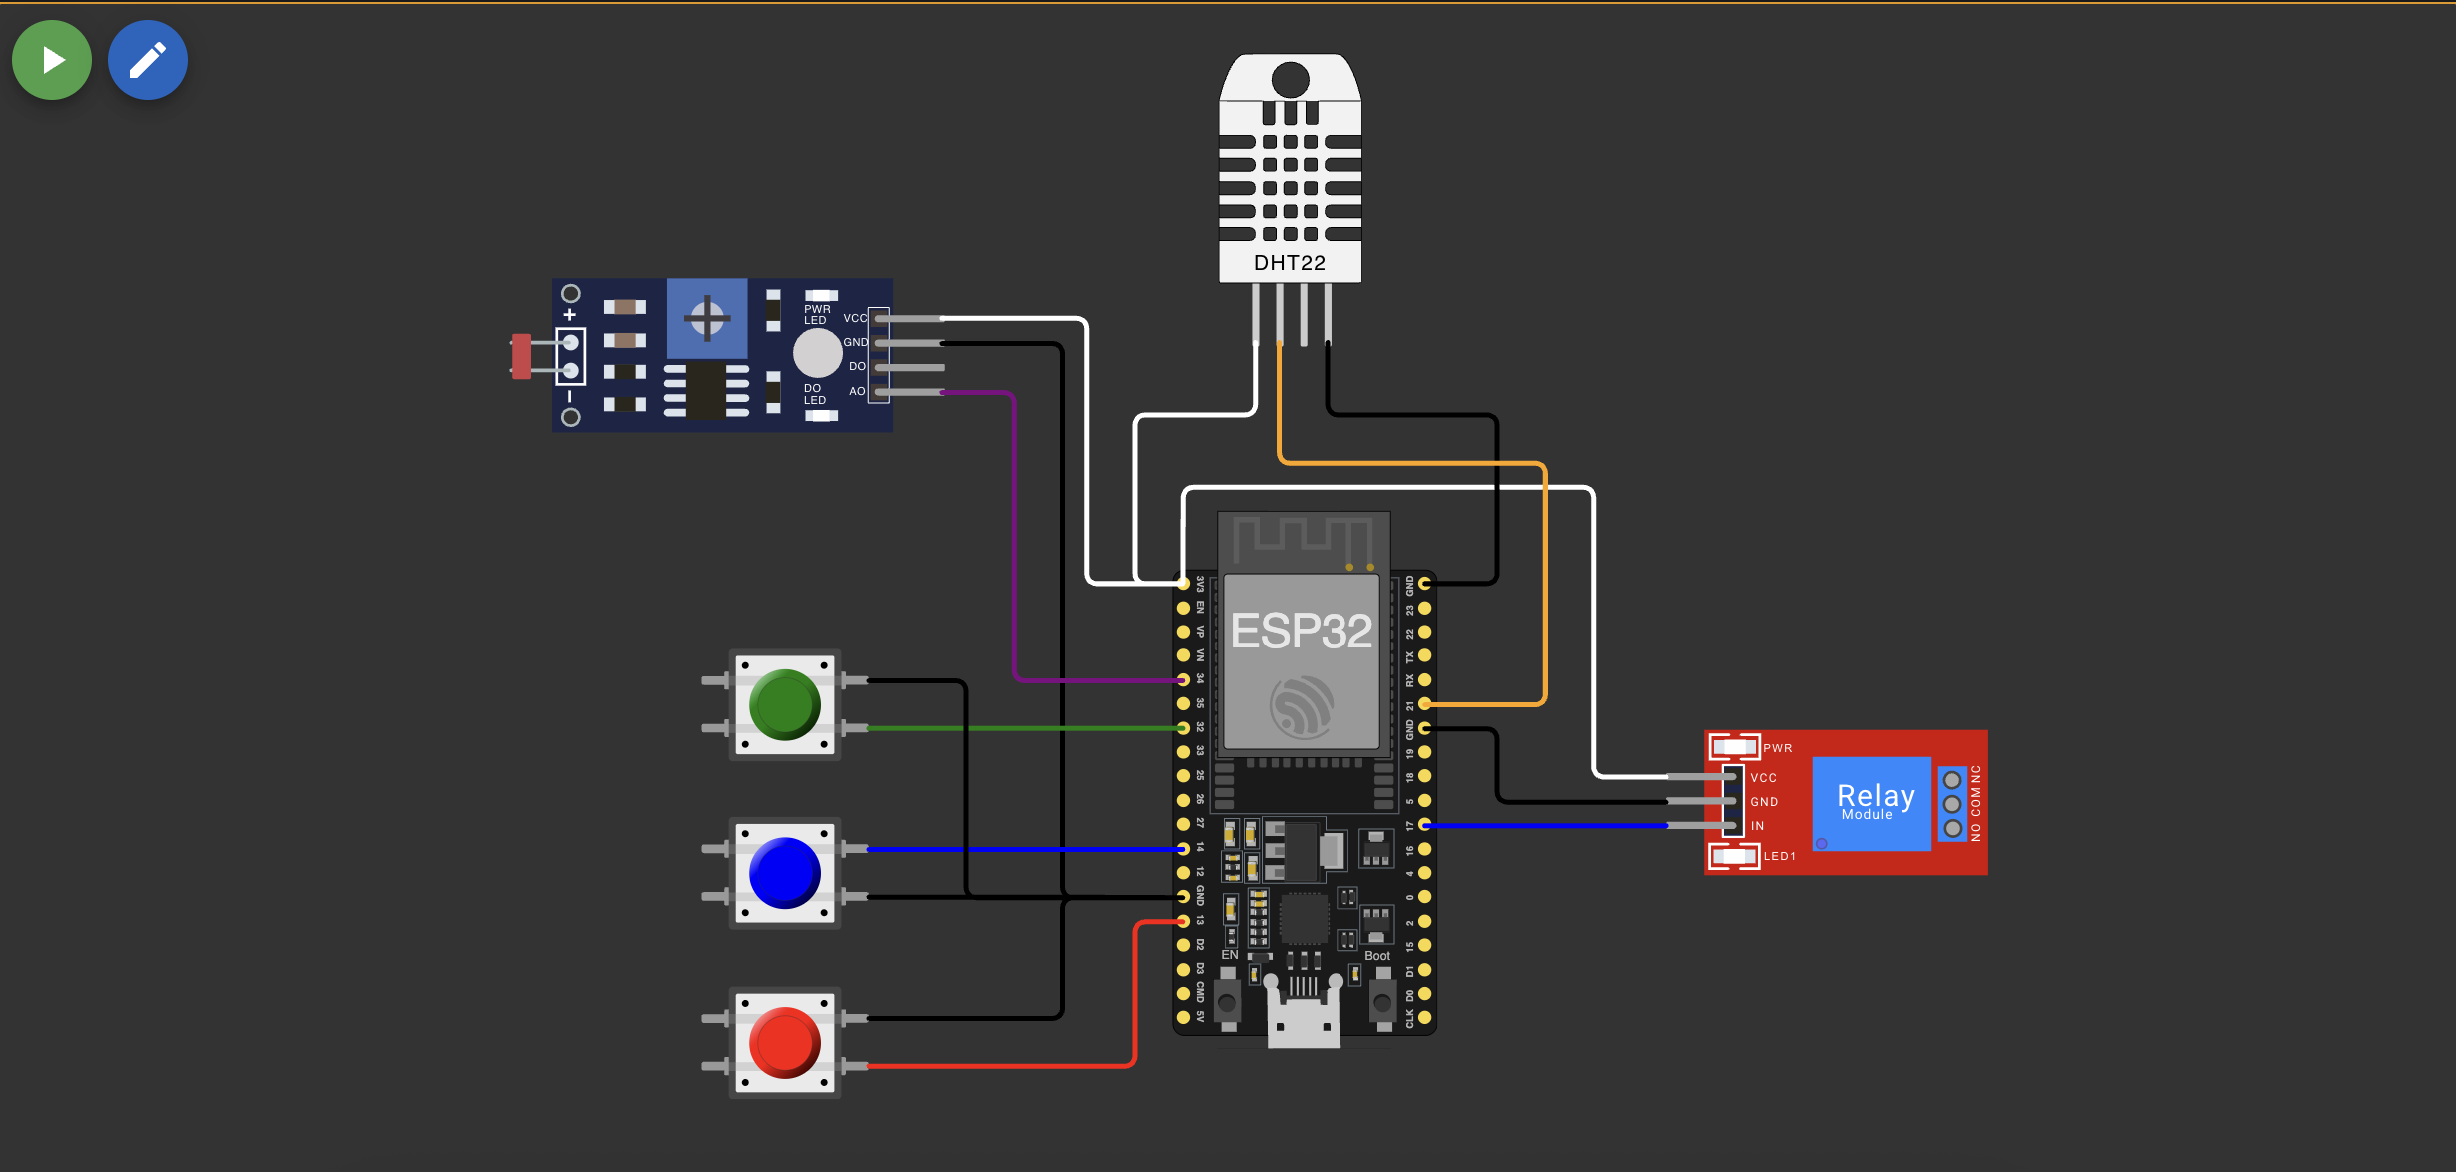 DHT22
+
PWR
LED
VCC
GND
DO
DO
LED
AO
–
ESP32
3V3
EN
VP
VN
34
35
32
33
25
26
27
14
12
GND
13
D2
D3
CMD
5V
GND
23
22
TX
RX
21
GND
19
18
5
17
16
4
0
2
15
D1
D0
CLK
EN
Boot
PWR
VCC
GND
IN
LED1
Relay
Module
NO COM NC